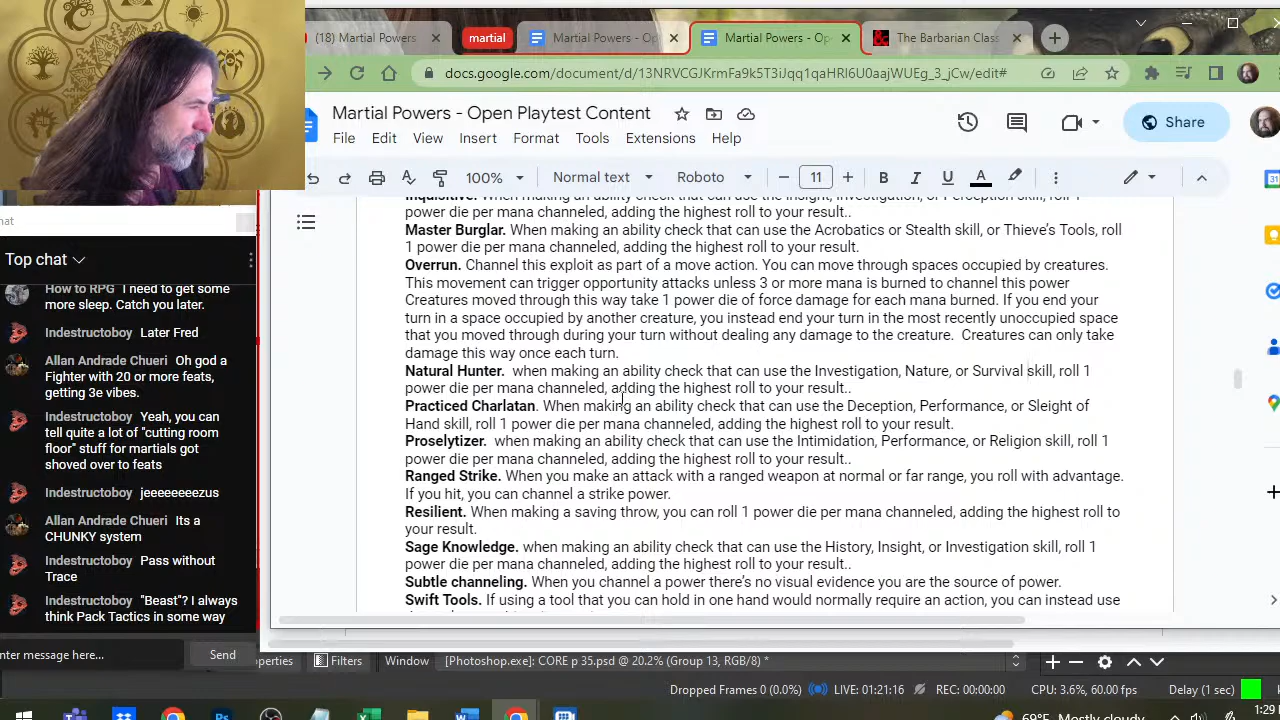 (18) Martial Powers
martial
Martial Powers - Op
Martial Powers - Op
The Barbarian Class
docs.google.com/document/d/13NRVCGJKrmFa9k5T3iJqq1qaHRl6U0aajWUEg_3_jCw/edit#
Martial Powers - Open Playtest Content
File Edit View Insert Format Tools Extensions Help
Share
100% Normal text Roboto 11 B I U A
power die per mana channeled, adding the highest roll to your result..
Master Burglar. When making an ability check that can use the Acrobatics or Stealth skill, or Thieve's Tools, roll
1 power die per mana channeled, adding the highest roll to your result.
Overrun. Channel this exploit as part of a move action. You can move through spaces occupied by creatures.
This movement can trigger opportunity attacks unless 3 or more mana is burned to channel this power
Creatures moved through this way take 1 power die of force damage for each mana burned. If you end your
turn in a space occupied by another creature, you instead end your turn in the most recently unoccupied space
that you moved through during your turn without dealing any damage to the creature. Creatures can only take
damage this way once each turn.
Natural Hunter. when making an ability check that can use the Investigation, Nature, or Survival skill, roll 1
power die per mana channeled, adding the highest roll to your result..
Practiced Charlatan. When making an ability check that can use the Deception, Performance, or Sleight of
Hand skill, roll 1 power die per mana channeled, adding the highest roll to your result.
Proselytizer. when making an ability check that can use the Intimidation, Performance, or Religion skill, roll 1
power die per mana channeled, adding the highest roll to your result..
Ranged Strike. When you make an attack with a ranged weapon at normal or far range, you roll with advantage.
If you hit, you can channel a strike power.
Resilient. When making a saving throw, you can roll 1 power die per mana channeled, adding the highest roll to
your result.
Sage Knowledge. when making an ability check that can use the History, Insight, or Investigation skill, roll 1
power die per mana channeled, adding the highest roll to your result..
Subtle channeling. When you channel a power there's no visual evidence you are the source of power.
Swift Tools. If using a tool that you can hold in one hand would normally require an action, you can instead use
hat
Top chat
How to RPG I need to get some
more sleep. Catch you later.
Indestructoboy Later Fred
Allan Andrade Chueri Oh god a
Fighter with 20 or more feats,
getting 3e vibes.
Indestructoboy Yeah, you can
tell quite a lot of "cutting room
floor" stuff for martials got
shoved over to feats
Indestructoboy jeeeeeeeezus
Allan Andrade Chueri Its a
CHUNKY system
Indestructoboy Pass without
Trace
Indestructoboy "Beast"? I always
think Pack Tactics in some way
nter message here...
Send
operties
Filters
Window
[Photoshop.exe]: CORE p 35.psd @ 20.2% (Group 13, RGB/8) *
Dropped Frames 0 (0.0%)
LIVE: 01:21:16
REC: 00:00:00
CPU: 3.6%, 60.00 fps
Delay (1 sec)
69°F Mostly cloudy
1:29